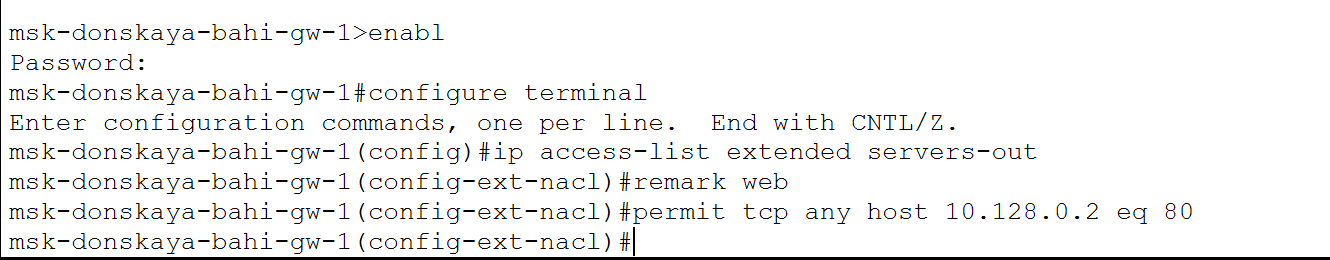 msk-donskaya-bahi-gw-1>enabl
Password:
msk-donskaya-bahi-gw-1#configure terminal
Enter configuration commands, one per line.  End with CNTL/Z.
msk-donskaya-bahi-gw-1(config)#ip access-list extended servers-out
msk-donskaya-bahi-gw-1(config-ext-nacl)#remark web
msk-donskaya-bahi-gw-1(config-ext-nacl)#permit tcp any host 10.128.0.2 eq 80
msk-donskaya-bahi-gw-1(config-ext-nacl)#